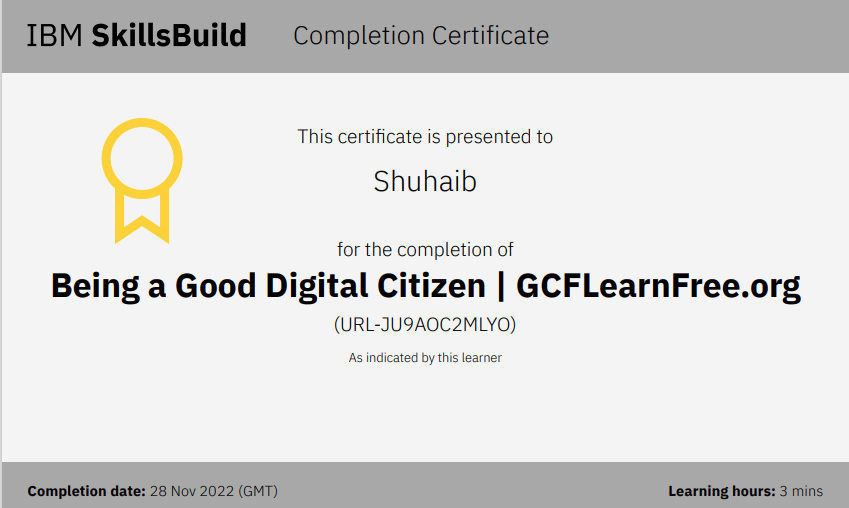 IBM SkillsBuild Completion Certificate
This certificate is presented to
Shuhaib
for the completion of
Being a Good Digital Citizen | GCFLearnFree.org
(URL-JU9AOC2MLYO)
As indicated by this learner
Completion date: 28 Nov 2022 (GMT) Learning hours: 3 mins